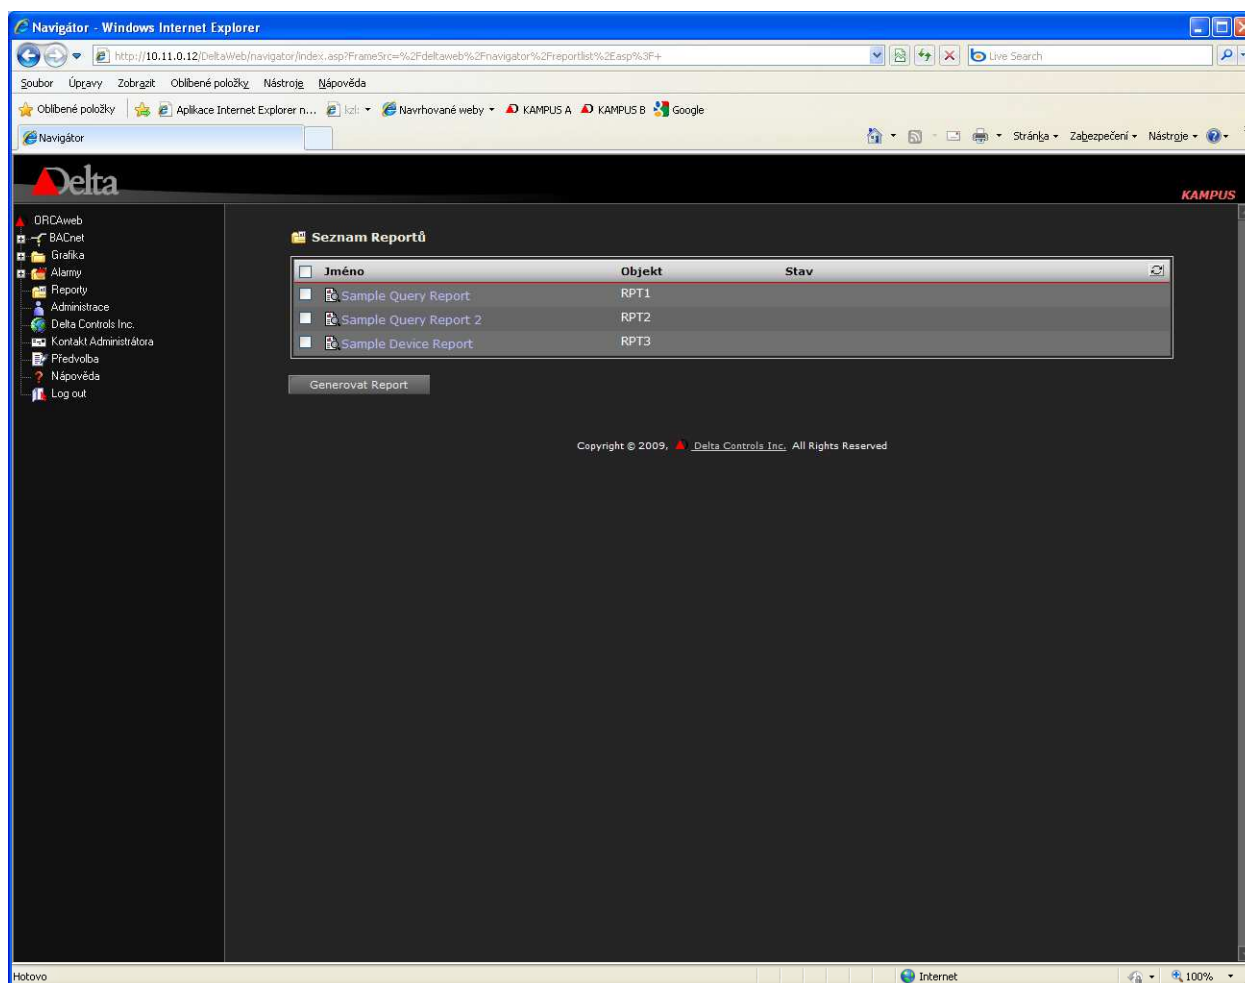 Navigátor - Windows Internet Explorer
http://10.11.0.12/DeltaWeb/navigator/index.asp?FrameSrc=%2Fdeltaweb%2Fnavigator%2Freportlist%2Easp%3F+
Live Search
Soubor Úpravy Zobrazit Oblíbené položky Nástroje Nápověda
Oblíbené položky Aplikace Internet Explorer n... kzl: Navrhované weby KAMPUS A KAMPUS B Google
Navigátor Stránka Zabezpečení Nástroje
Delta
KAMPUS
ORCAweb
BACnet
Grafika
Alarmy
Reporty
Administrace
Delta Controls Inc.
Kontakt Administrátora
Předvolba
Nápověda
Log out
Seznam Reportů
Jméno Objekt Stav
Sample Query Report RPT1
Sample Query Report 2 RPT2
Sample Device Report RPT3
Generovat Report
Copyright © 2009, Delta Controls Inc. All Rights Reserved
Hotovo Internet 100%